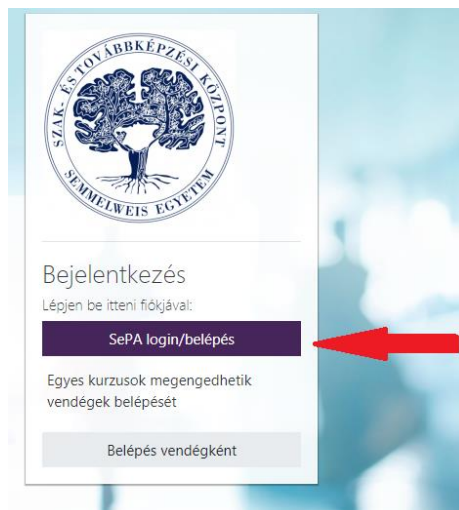 SZAK- ÉS TOVÁBBKÉPZÉSI KÖZPONT
SEMMELWEIS EGYETEM
Bejelentkezés
Lépjen be itteni fiókjával:
SePA login/belépés
Egyes kurzusok megengedhetik
vendégek belépését
Belépés vendégként